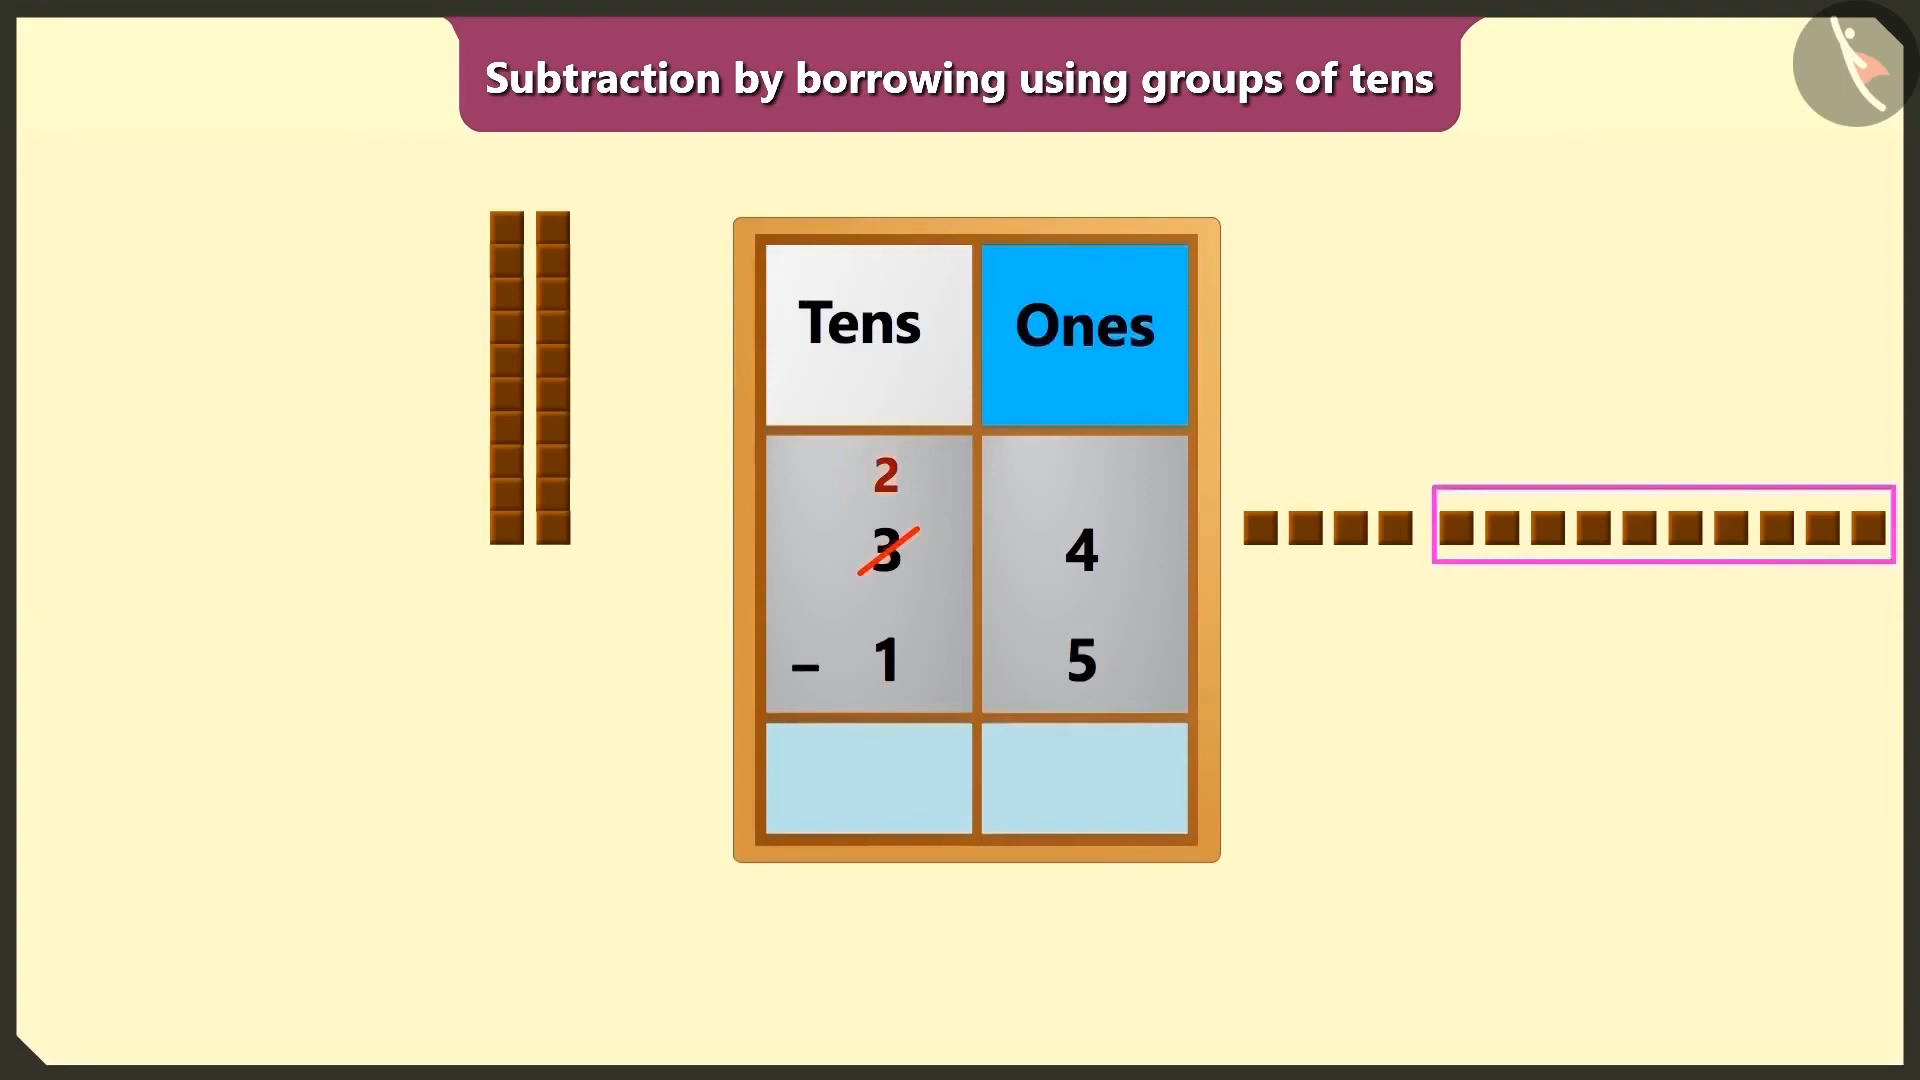 Subtraction by borrowing using groups of tens
Tens Ones
2
3 4
– 1 5